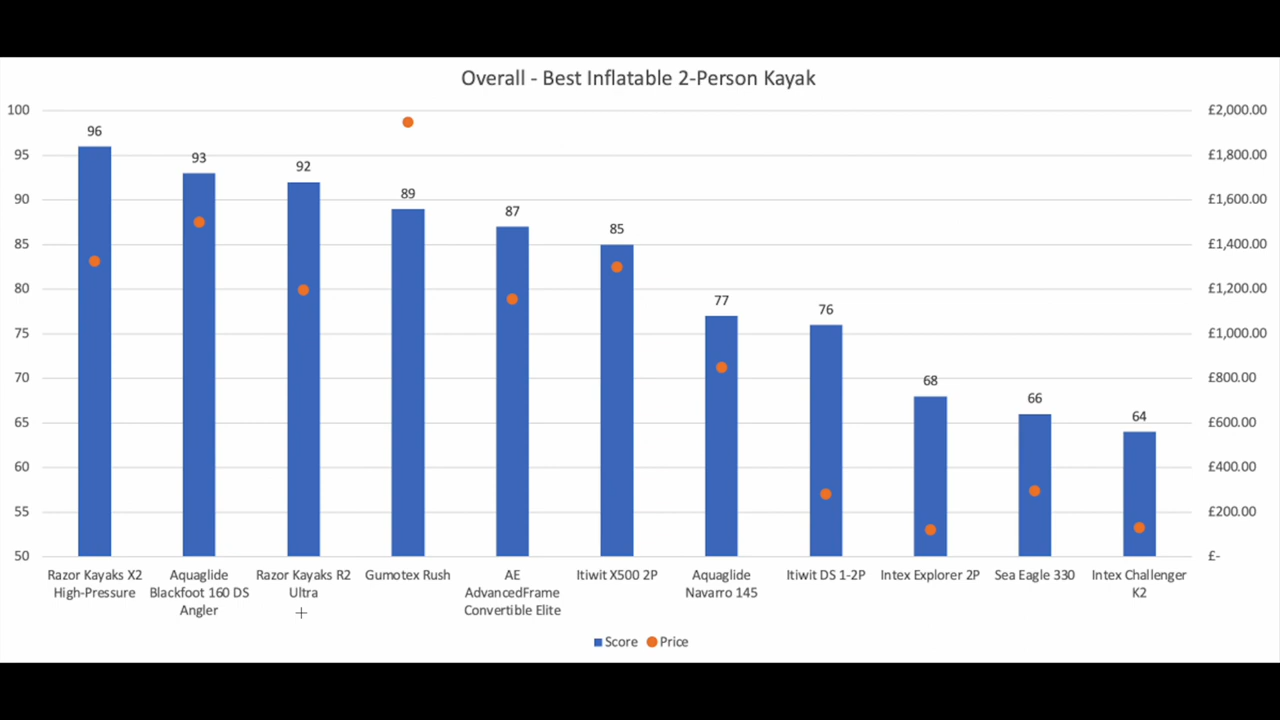 Overall - Best Inflatable 2-Person Kayak
100
95
90
85
80
75
70
65
60
55
50
£2,000.00
£1,800.00
£1,600.00
£1,400.00
£1,200.00
£1,000.00
£800.00
£600.00
£400.00
£200.00
£-
96
93
92
89
87
85
77
76
68
66
64
Razor Kayaks X2
High-Pressure
Aquaglide
Blackfoot 160 DS
Angler
Razor Kayaks R2
Ultra
Gumotex Rush
AE
AdvancedFrame
Convertible Elite
Itiwit X500 2P
Aquaglide
Navarro 145
Itiwit DS 1-2P
Intex Explorer 2P
Sea Eagle 330
Intex Challenger
K2
Score
Price